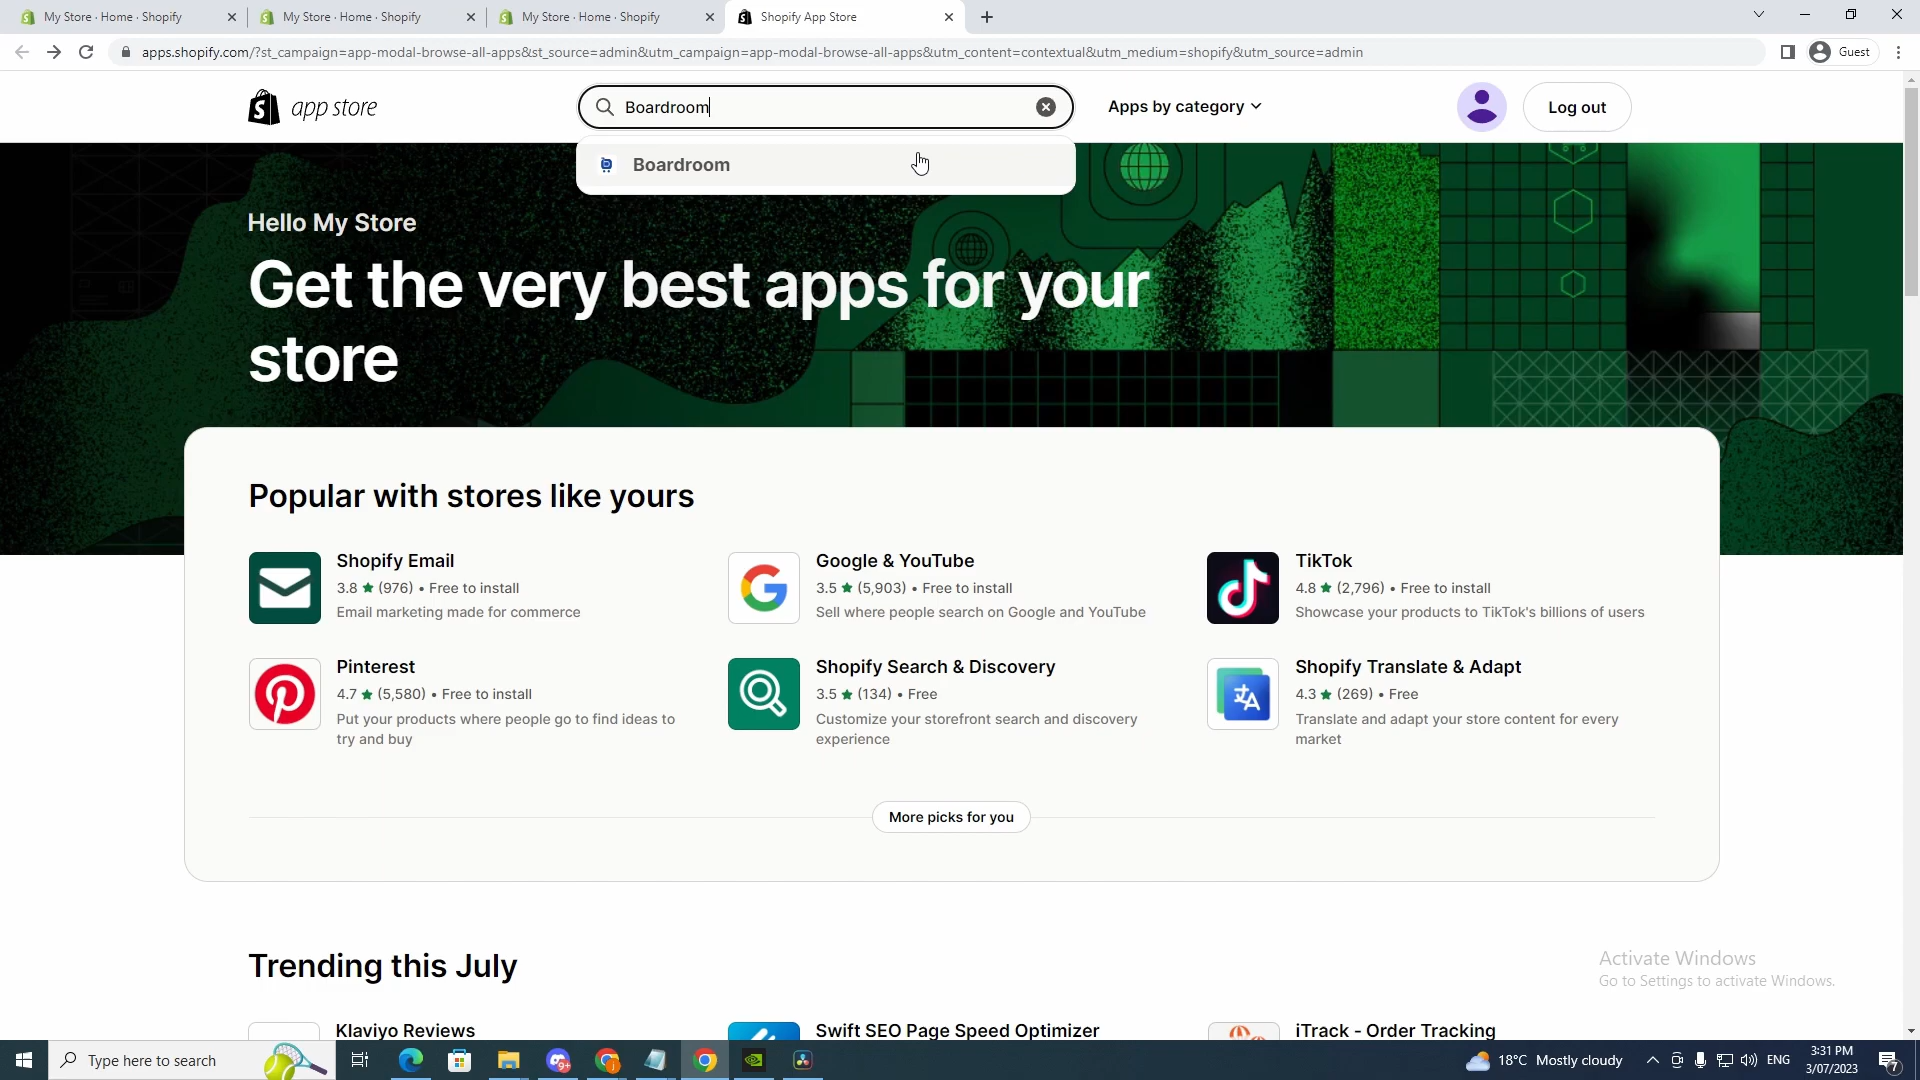 My Store · Home · Shopify
My Store · Home · Shopify
My Store · Home · Shopify
Shopify App Store
apps.shopify.com/?st_campaign=app-modal-browse-all-apps&st_source=admin&utm_campaign=app-modal-browse-all-apps&utm_content=contextual&utm_medium=shopify&utm_source=admin
Guest
app store
Boardroom
Apps by category
Log out
Boardroom
Hello My Store
Get the very best apps for your
store
Popular with stores like yours
Shopify Email
3.8 ★ (976) • Free to install
Email marketing made for commerce
Google & YouTube
3.5 ★ (5,903) • Free to install
Sell where people search on Google and YouTube
TikTok
4.8 ★ (2,796) • Free to install
Showcase your products to TikTok's billions of users
Pinterest
4.7 ★ (5,580) • Free to install
Put your products where people go to find ideas to
try and buy
Shopify Search & Discovery
3.5 ★ (134) • Free
Customize your storefront search and discovery
experience
Shopify Translate & Adapt
4.3 ★ (269) • Free
Translate and adapt your store content for every
market
More picks for you
Trending this July
Activate Windows
Go to Settings to activate Windows.
Klaviyo Reviews
Swift SEO Page Speed Optimizer
iTrack - Order Tracking
Type here to search
9+
18°C Mostly cloudy
ENG
3:31 PM
3/07/2023
7